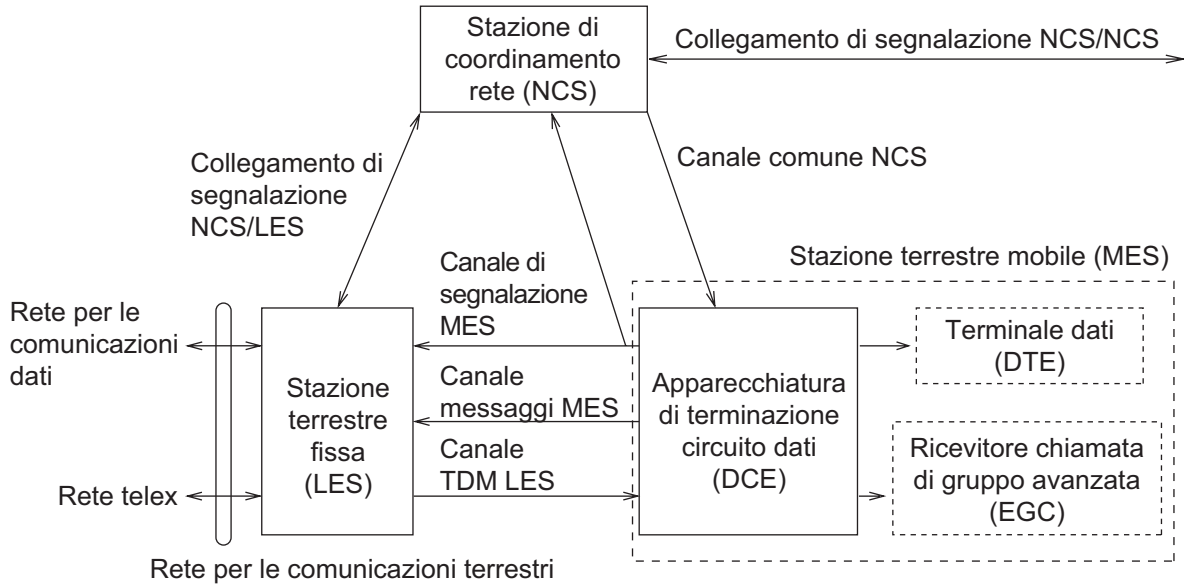 Stazione di
coordinamento
rete (NCS)
Collegamento di segnalazione NCS/NCS
Collegamento di
segnalazione
NCS/LES
Canale comune NCS
Stazione terrestre mobile (MES)
Canale di
segnalazione
MES
Rete per le
comunicazioni
dati
Stazione
terrestre
fissa
(LES)
Canale
messaggi MES
Canale
TDM LES
Apparecchiatura
di terminazione
circuito dati
(DCE)
Terminale dati
(DTE)
Ricevitore chiamata
di gruppo avanzata
(EGC)
Rete telex
Rete per le comunicazioni terrestri